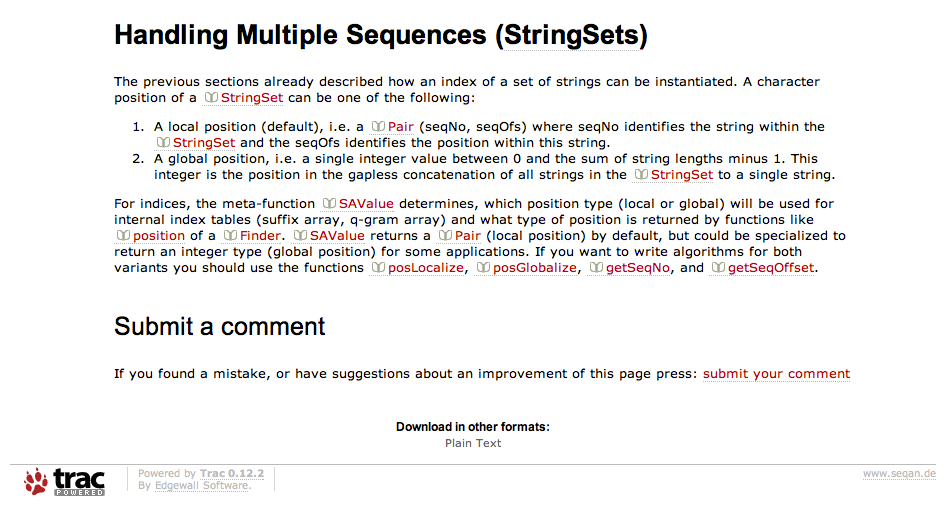 Handling Multiple Sequences (StringSets)
The previous sections already described how an index of a set of strings can be instantiated. A character
position of a StringSet can be one of the following:
1. A local position (default), i.e. a Pair (seqNo, seqOfs) where seqNo identifies the string within the
StringSet and the seqOfs identifies the position within this string.
2. A global position, i.e. a single integer value between 0 and the sum of string lengths minus 1. This
integer is the position in the gapless concatenation of all strings in the StringSet to a single string.
For indices, the meta-function SAValue determines, which position type (local or global) will be used for
internal index tables (suffix array, q-gram array) and what type of position is returned by functions like
position of a Finder. SAValue returns a Pair (local position) by default, but could be specialized to
return an integer type (global position) for some applications. If you want to write algorithms for both
variants you should use the functions posLocalize, posGlobalize, getSeqNo, and getSeqOffset.
Submit a comment
If you found a mistake, or have suggestions about an improvement of this page press: submit your comment
Download in other formats:
Plain Text
trac
POWERED
Powered by Trac 0.12.2
By Edgewall Software.
www.seqan.de